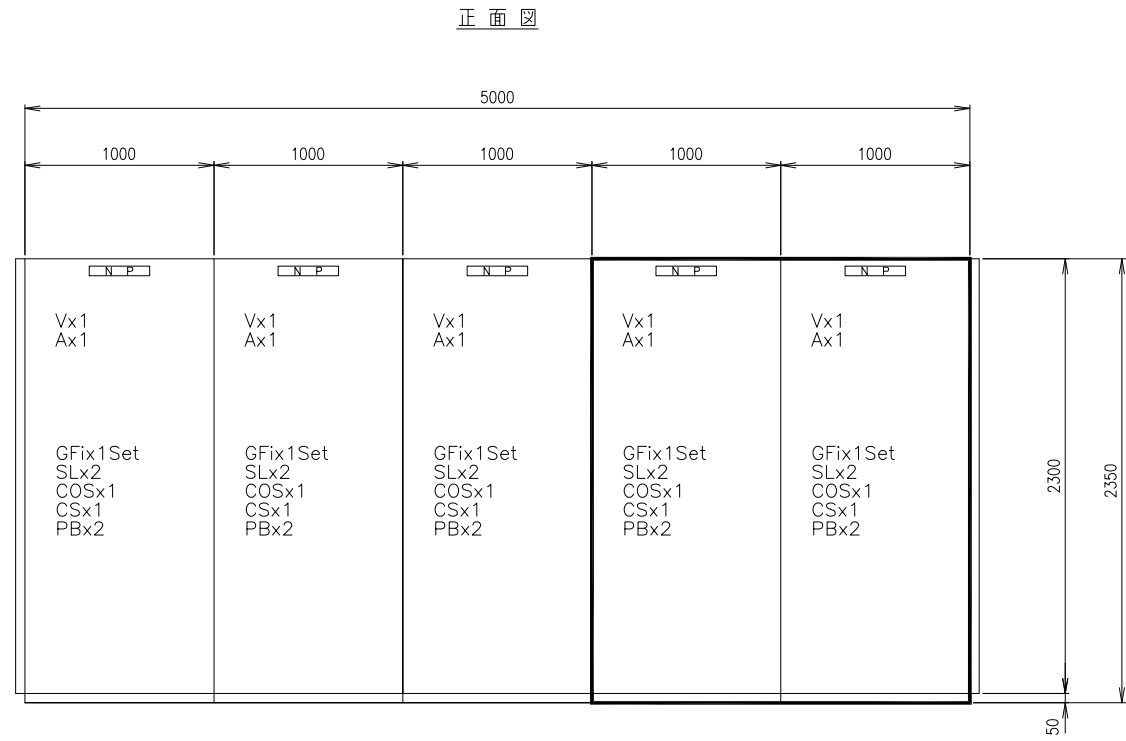 正面図
5000
1000 1000 1000 1000 1000
N P N P N P N P N P
Vx1 Vx1 Vx1 Vx1 Vx1
Ax1 Ax1 Ax1 Ax1 Ax1
GFix1Set GFix1Set GFix1Set GFix1Set GFix1Set
SLx2 SLx2 SLx2 SLx2 SLx2
COSx1 COSx1 COSx1 COSx1 COSx1
CSx1 CSx1 CSx1 CSx1 CSx1
PBx2 PBx2 PBx2 PBx2 PBx2
2300
2350
50